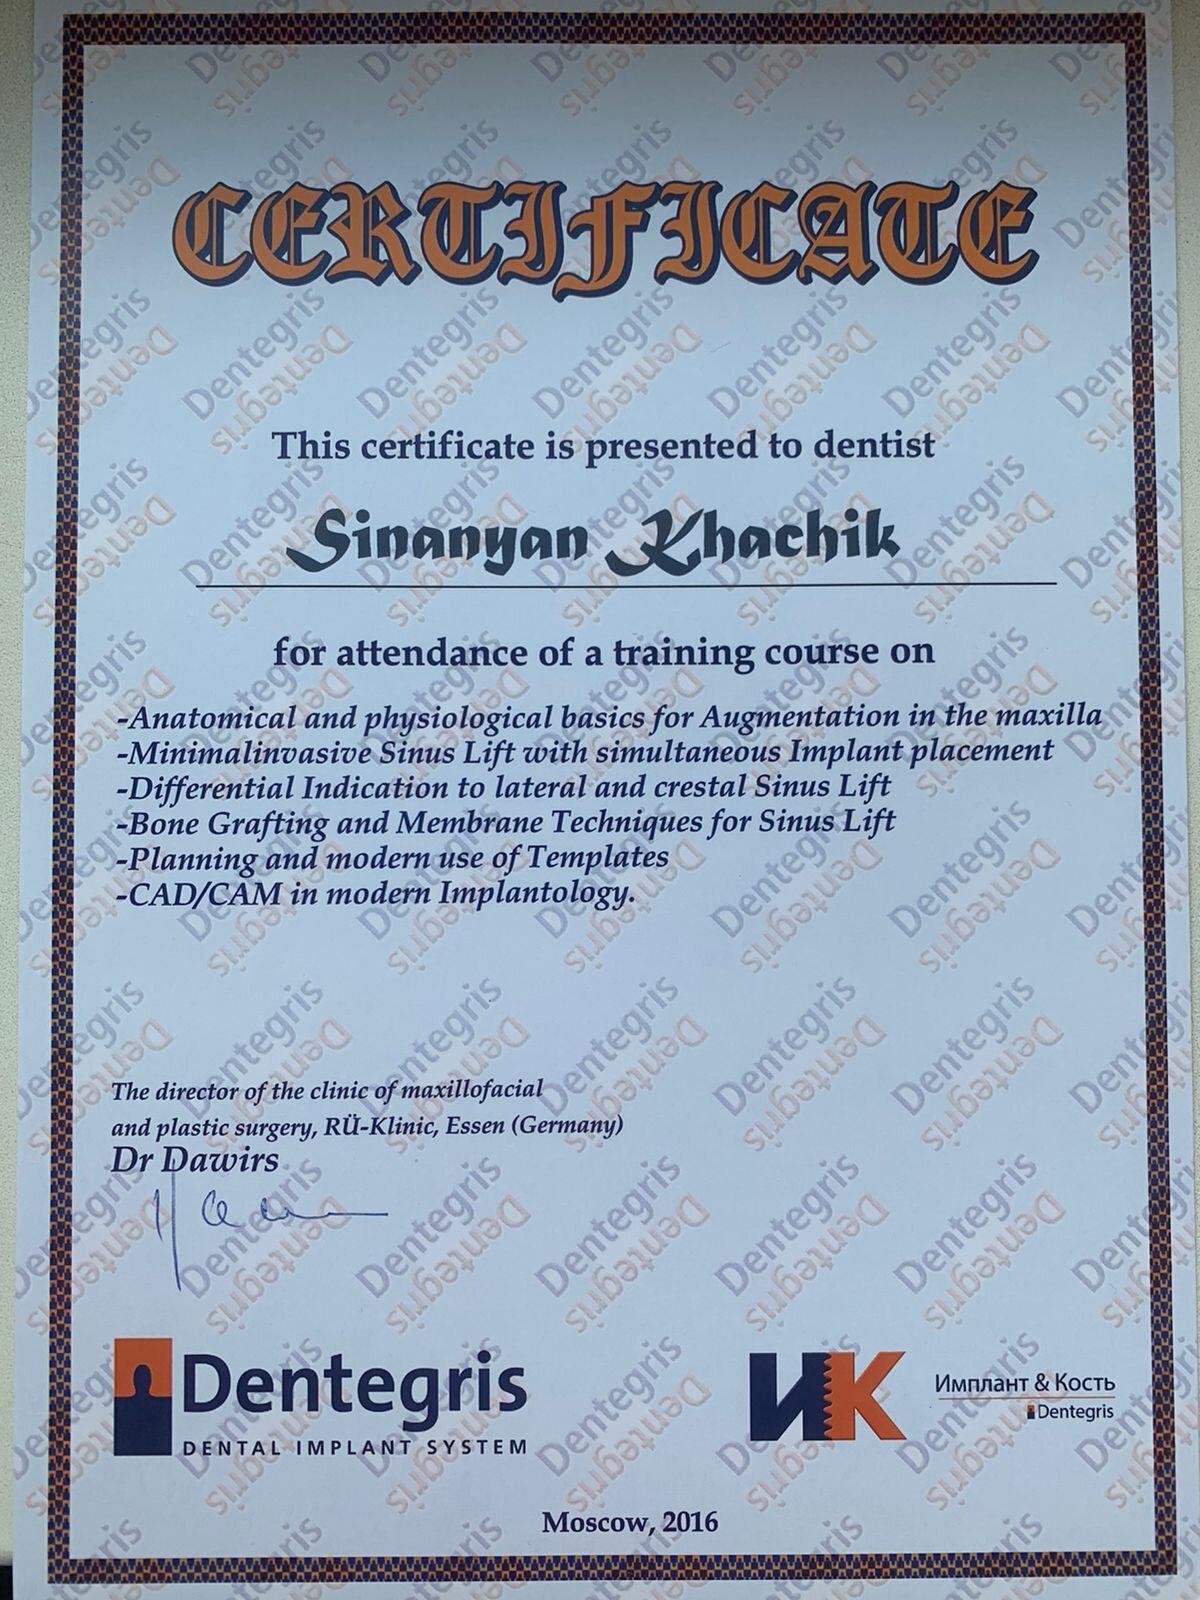 CERTIFICATE
This certificate is presented to dentist
Sinanyan Khachik
for attendance of a training course on
-Anatomical and physiological basics for Augmentation in the maxilla
-Minimalinvasive Sinus Lift with simultaneous Implant placement
-Differential Indication to lateral and crestal Sinus Lift
-Bone Grafting and Membrane Techniques for Sinus Lift
-Planning and modern use of Templates
-CAD/CAM in modern Implantology.
The director of the clinic of maxillofacial
and plastic surgery, RÜ-Klinic, Essen (Germany)
Dr Dawirs
Dentegris
DENTAL IMPLANT SYSTEM
ИК
Имплант & Кость
Dentegris
Moscow, 2016